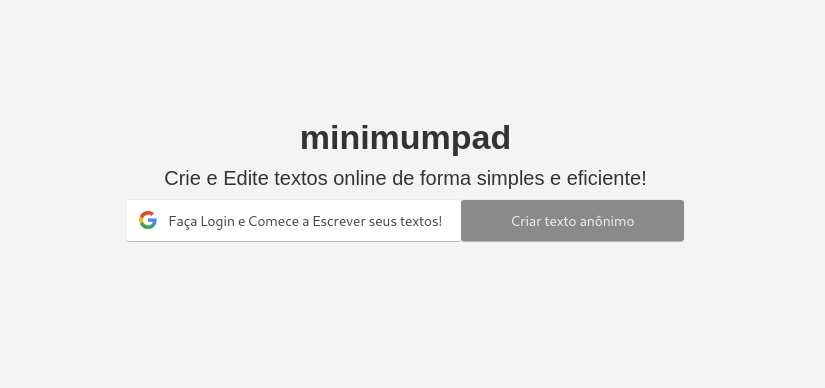 minimumpad
Crie e Edite textos online de forma simples e eficiente!
Faça Login e Comece a Escrever seus textos!
Criar texto anônimo